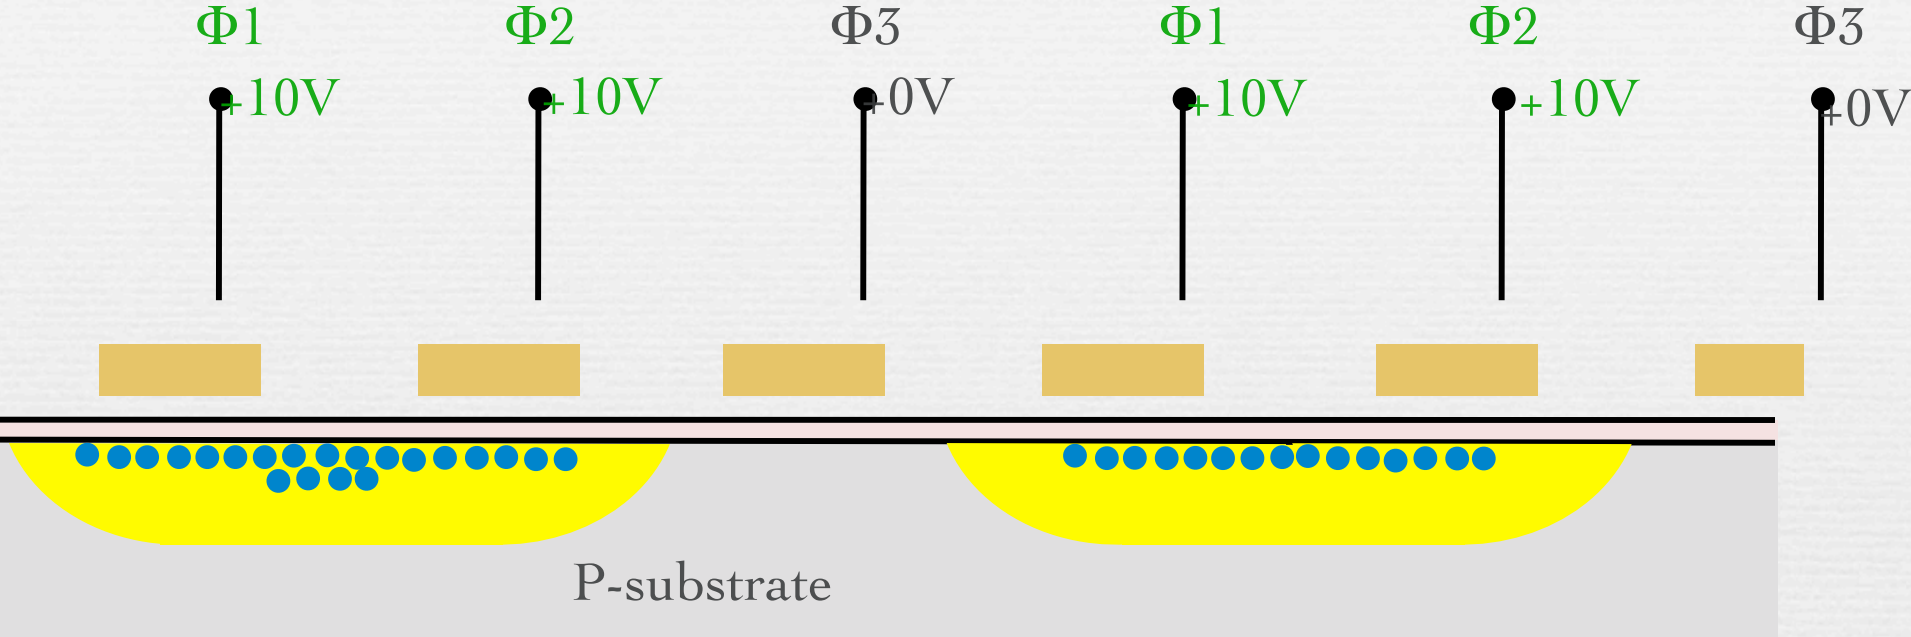 Φ1 Φ2 Φ3 Φ1 Φ2 Φ3
+10V +10V +0V +10V +10V +0V
P-substrate